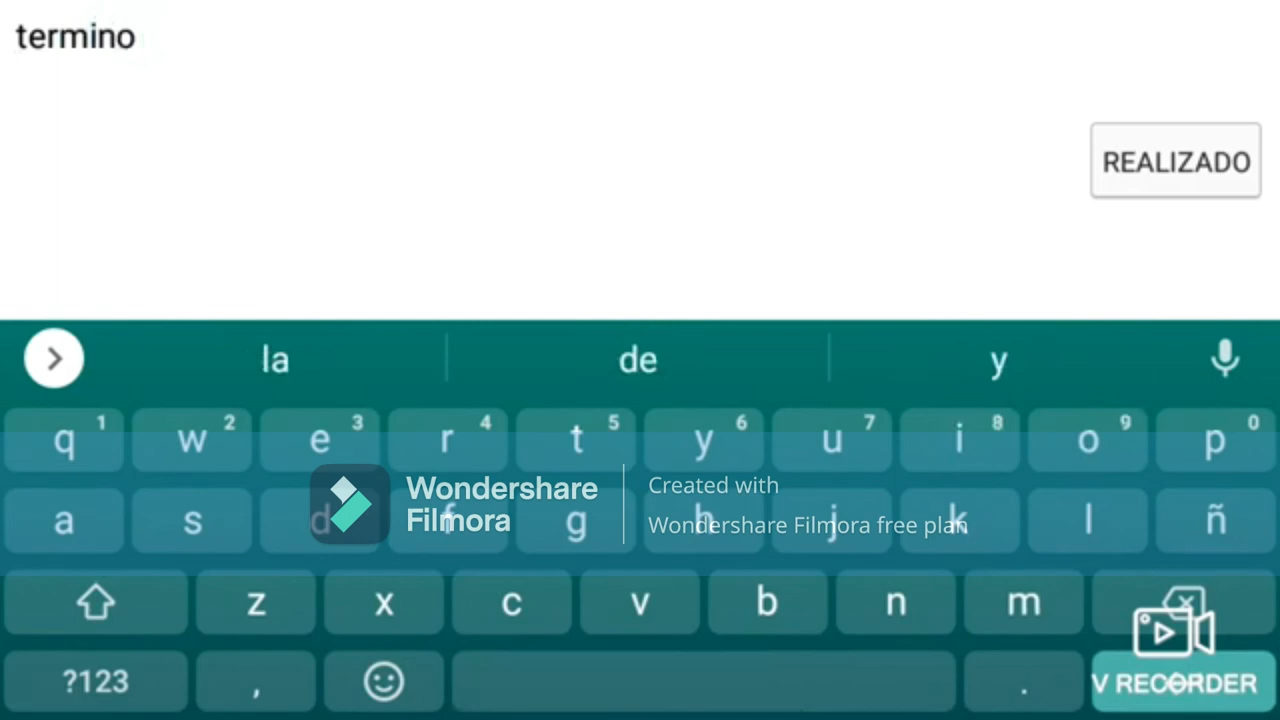 termino
REALIZADO
la de y
q 1 w 2 e 3 r 4 t 5 y 6 u 7 i 8 o 9 p 0
Wondershare
Filmora
Created with
Wondershare Filmora free plan
a s d f g h j k l ñ
z x c v b n m
?123 , .
V RECORDER